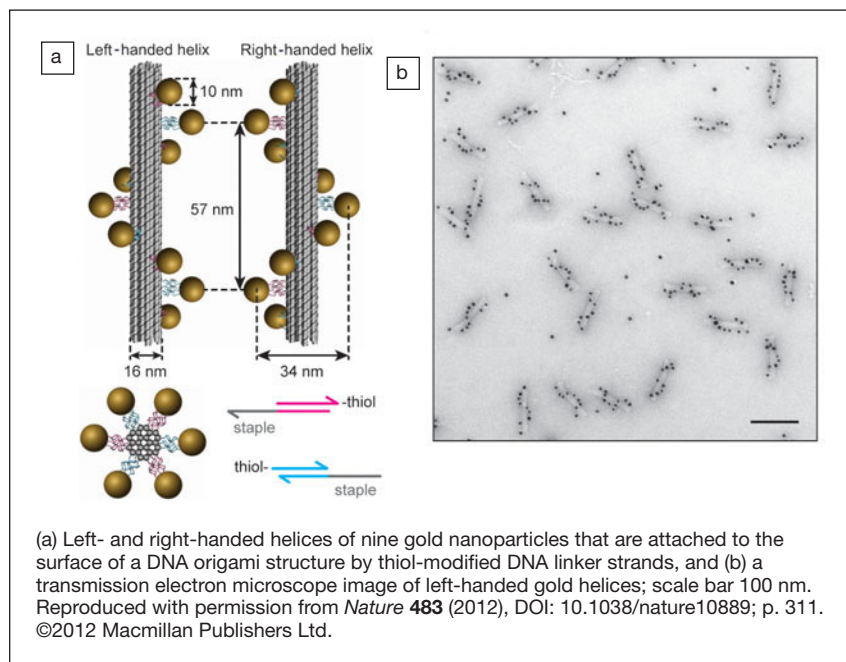 a
Left-handed helix
Right-handed helix
b
10 nm
57 nm
16 nm
34 nm
-thiol
staple
thiol-
staple
(a) Left- and right-handed helices of nine gold nanoparticles that are attached to the
surface of a DNA origami structure by thiol-modified DNA linker strands, and (b) a
transmission electron microscope image of left-handed gold helices; scale bar 100 nm.
Reproduced with permission from Nature 483 (2012), DOI: 10.1038/nature10889; p. 311.
©2012 Macmillan Publishers Ltd.